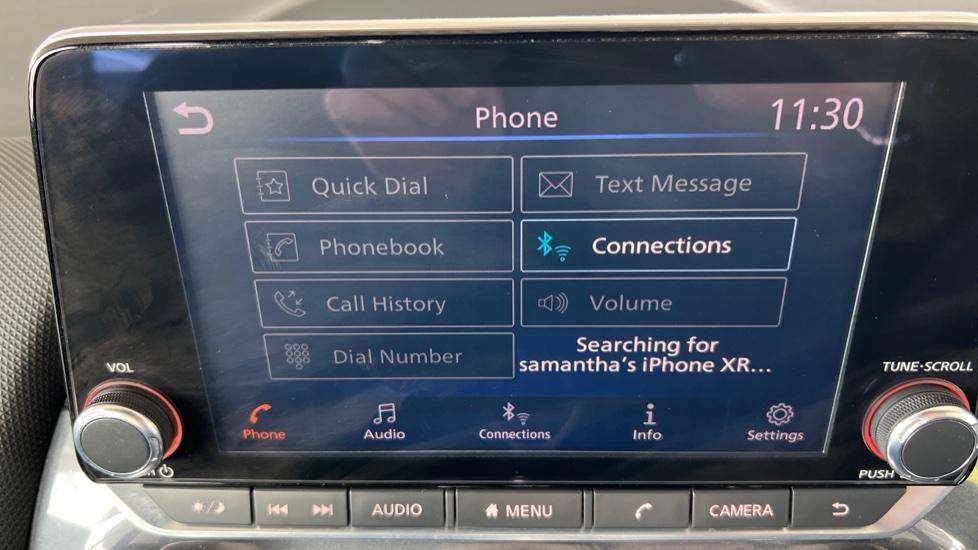 Phone
11:30
Quick Dial
Text Message
Phonebook
Connections
Call History
Volume
Dial Number
Searching for
samantha's iPhone XR...
VOL
TUNE·SCROLL
Phone
Audio
Connections
Info
Settings
PUSH
AUDIO
MENU
CAMERA